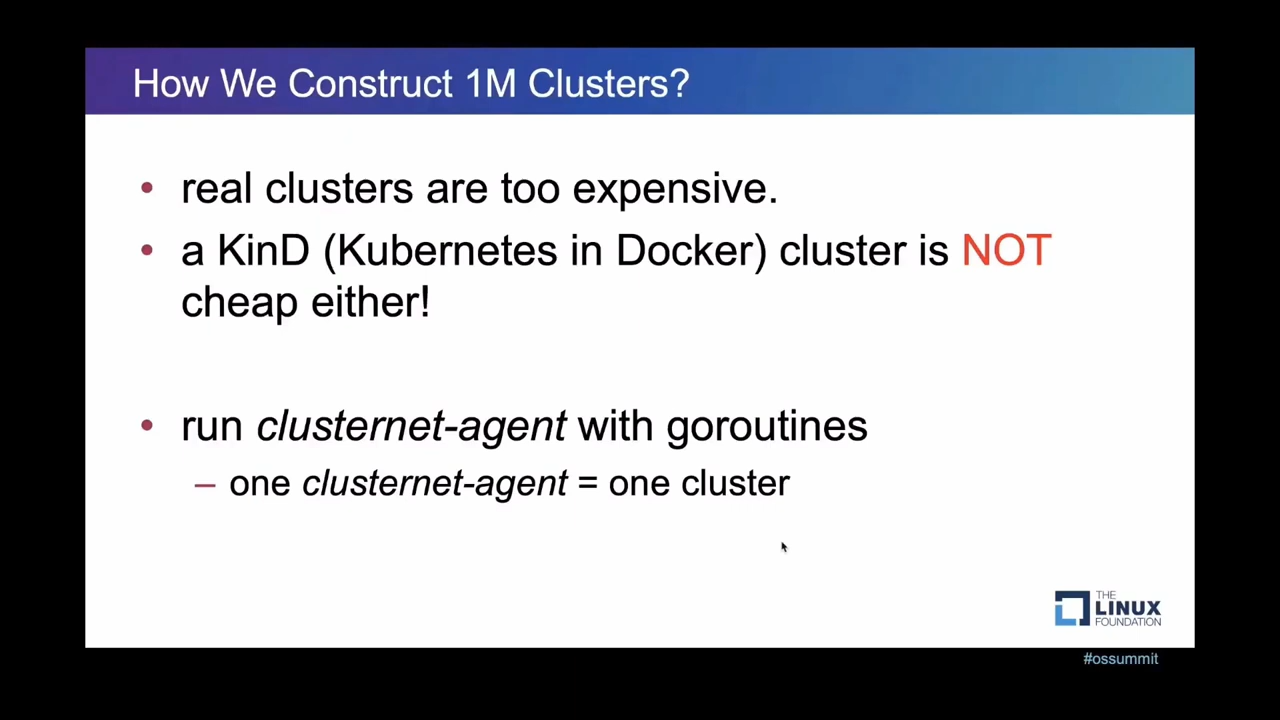 How We Construct 1M Clusters?
• real clusters are too expensive.
• a KinD (Kubernetes in Docker) cluster is NOT
cheap either!
• run clusternet-agent with goroutines
– one clusternet-agent = one cluster
THE
LINUX
FOUNDATION
#ossummit